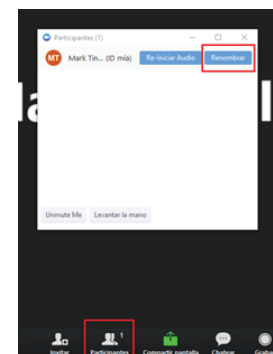 Participantes (1)
MT Mark Tin... (ID mía) Re-Iniciar Audio Renombrar
Unmute Me Levantar la mano
1
Invitar Participantes Compartir pantalla Chatear